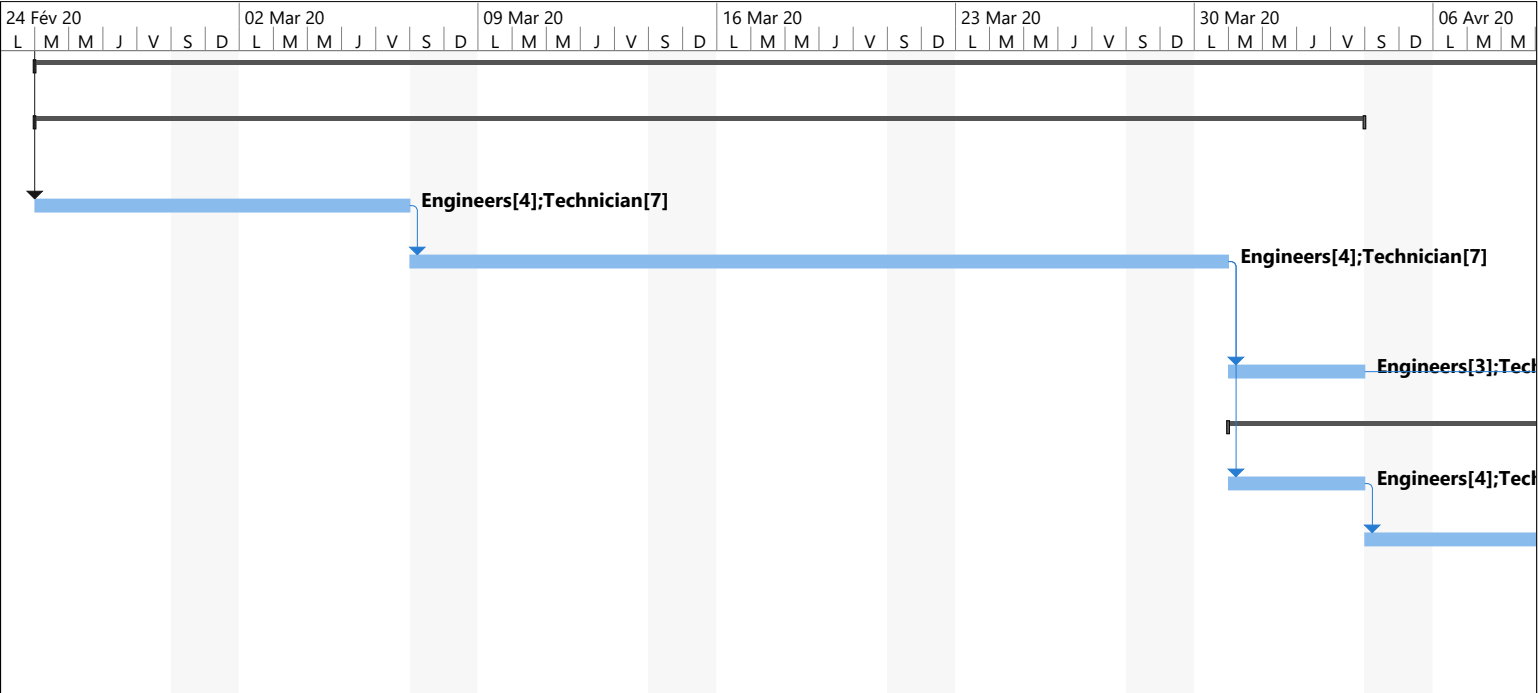 24 Fév 20 02 Mar 20 09 Mar 20 16 Mar 20 23 Mar 20 30 Mar 20 06 Avr 20
L M M J V S D L M M J V S D L M M J V S D L M M J V S D L M M J V S D L M M J V S D L M M
Engineers[4];Technician[7]
Engineers[4];Technician[7]
Engineers[3];Tech
Engineers[4];Tech